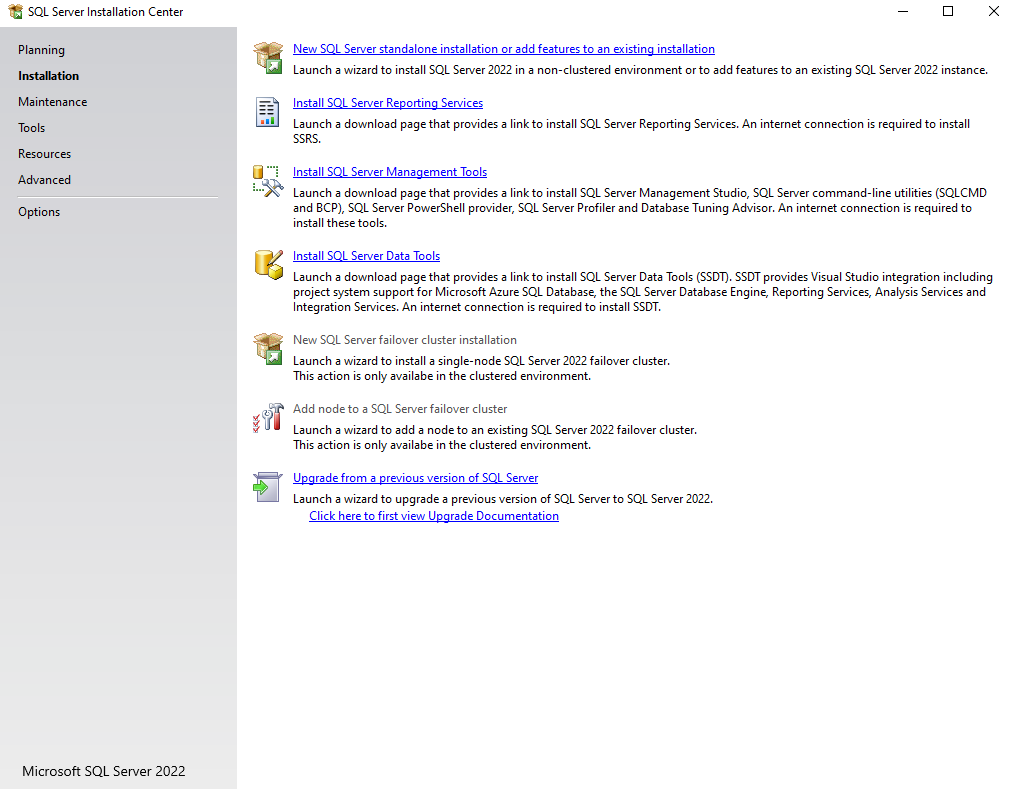 SQL Server Installation Center
Planning
Installation
Maintenance
Tools
Resources
Advanced
Options
New SQL Server standalone installation or add features to an existing installation
Launch a wizard to install SQL Server 2022 in a non-clustered environment or to add features to an existing SQL Server 2022 instance.
Install SQL Server Reporting Services
Launch a download page that provides a link to install SQL Server Reporting Services. An internet connection is required to install
SSRS.
Install SQL Server Management Tools
Launch a download page that provides a link to install SQL Server Management Studio, SQL Server command-line utilities (SQLCMD
and BCP), SQL Server PowerShell provider, SQL Server Profiler and Database Tuning Advisor. An internet connection is required to
install these tools.
Install SQL Server Data Tools
Launch a download page that provides a link to install SQL Server Data Tools (SSDT). SSDT provides Visual Studio integration including
project system support for Microsoft Azure SQL Database, the SQL Server Database Engine, Reporting Services, Analysis Services and
Integration Services. An internet connection is required to install SSDT.
New SQL Server failover cluster installation
Launch a wizard to install a single-node SQL Server 2022 failover cluster.
This action is only availabe in the clustered environment.
Add node to a SQL Server failover cluster
Launch a wizard to add a node to an existing SQL Server 2022 failover cluster.
This action is only availabe in the clustered environment.
Upgrade from a previous version of SQL Server
Launch a wizard to upgrade a previous version of SQL Server to SQL Server 2022.
Click here to first view Upgrade Documentation
Microsoft SQL Server 2022